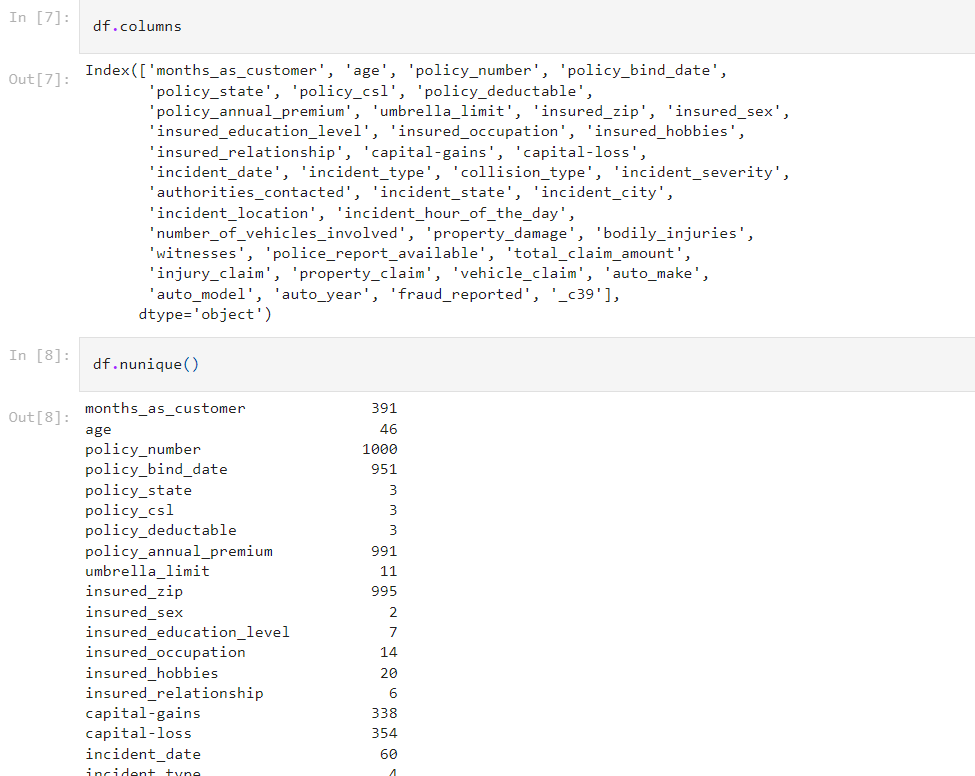 In [7]:
df.columns
Out[7]:
Index(['months_as_customer', 'age', 'policy_number', 'policy_bind_date',
'policy_state', 'policy_csl', 'policy_deductable',
'policy_annual_premium', 'umbrella_limit', 'insured_zip', 'insured_sex',
'insured_education_level', 'insured_occupation', 'insured_hobbies',
'insured_relationship', 'capital-gains', 'capital-loss',
'incident_date', 'incident_type', 'collision_type', 'incident_severity',
'authorities_contacted', 'incident_state', 'incident_city',
'incident_location', 'incident_hour_of_the_day',
'number_of_vehicles_involved', 'property_damage', 'bodily_injuries',
'witnesses', 'police_report_available', 'total_claim_amount',
'injury_claim', 'property_claim', 'vehicle_claim', 'auto_make',
'auto_model', 'auto_year', 'fraud_reported', '_c39'],
dtype='object')
In [8]:
df.nunique()
Out[8]:
months_as_customer 391
age 46
policy_number 1000
policy_bind_date 951
policy_state 3
policy_csl 3
policy_deductable 3
policy_annual_premium 991
umbrella_limit 11
insured_zip 995
insured_sex 2
insured_education_level 7
insured_occupation 14
insured_hobbies 20
insured_relationship 6
capital-gains 338
capital-loss 354
incident_date 60
incident_type 4